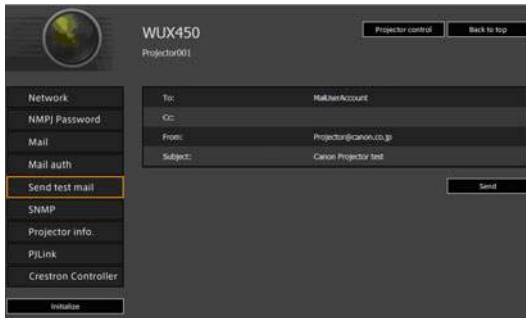 WUX450
Projector001
Projector control
Back to top
Network
NMPJ Password
Mail
Mail auth
Send test mail
SNMP
Projector info.
PJLink
Crestron Controller
Initialize
To: MailUserAccount
Cc:
From: Projector@canon.co.jp
Subject: Canon Projector test
Send